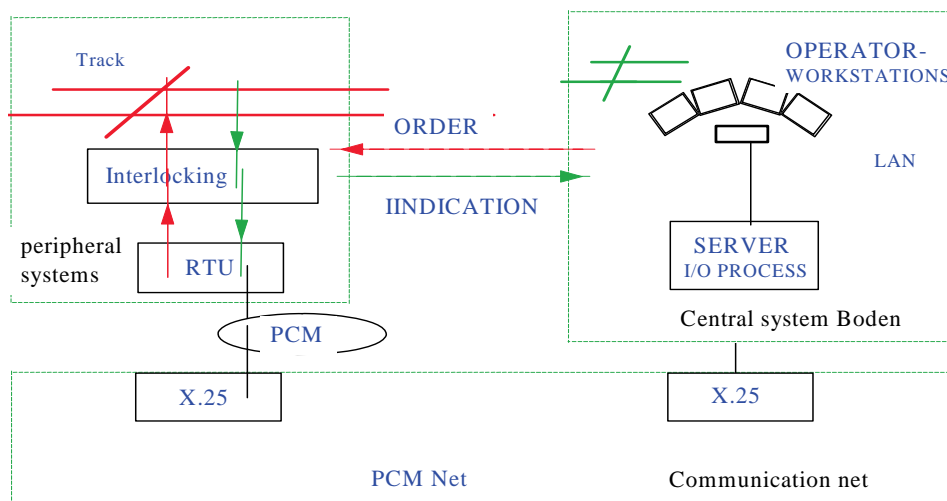 Track
OPERATOR-
WORKSTATIONS
ORDER
Interlocking
LAN
IINDICATION
peripheral
systems
RTU
SERVER
I/O PROCESS
PCM
Central system Boden
X.25
X.25
PCM Net
Communication net